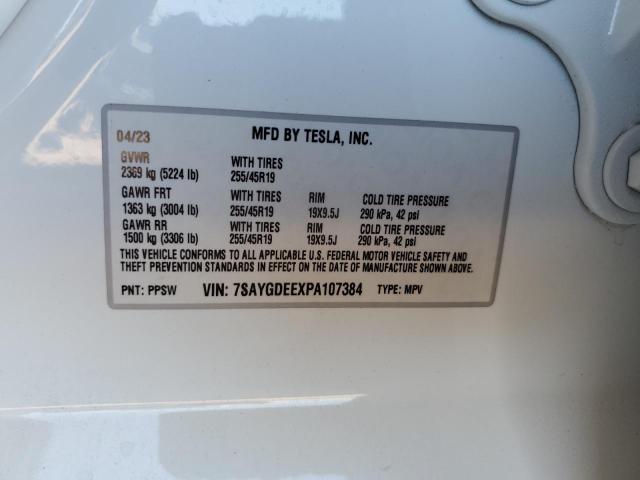 04/23 MFD BY TESLA, INC.
GVWR WITH TIRES
2369 kg (5224 lb) 255/45R19
GAWR FRT WITH TIRES RIM COLD TIRE PRESSURE
1363 kg (3004 lb) 255/45R19 19X9.5J 290 kPa, 42 psi
GAWR RR WITH TIRES RIM COLD TIRE PRESSURE
1500 kg (3306 lb) 255/45R19 19X9.5J 290 kPa, 42 psi
THIS VEHICLE CONFORMS TO ALL APPLICABLE U.S. FEDERAL MOTOR VEHICLE SAFETY AND
THEFT PREVENTION STANDARDS IN EFFECT ON THE DATE OF MANUFACTURE SHOWN ABOVE.
PNT: PPSW VIN: 7SAYGDEEXPA107384 TYPE: MPV